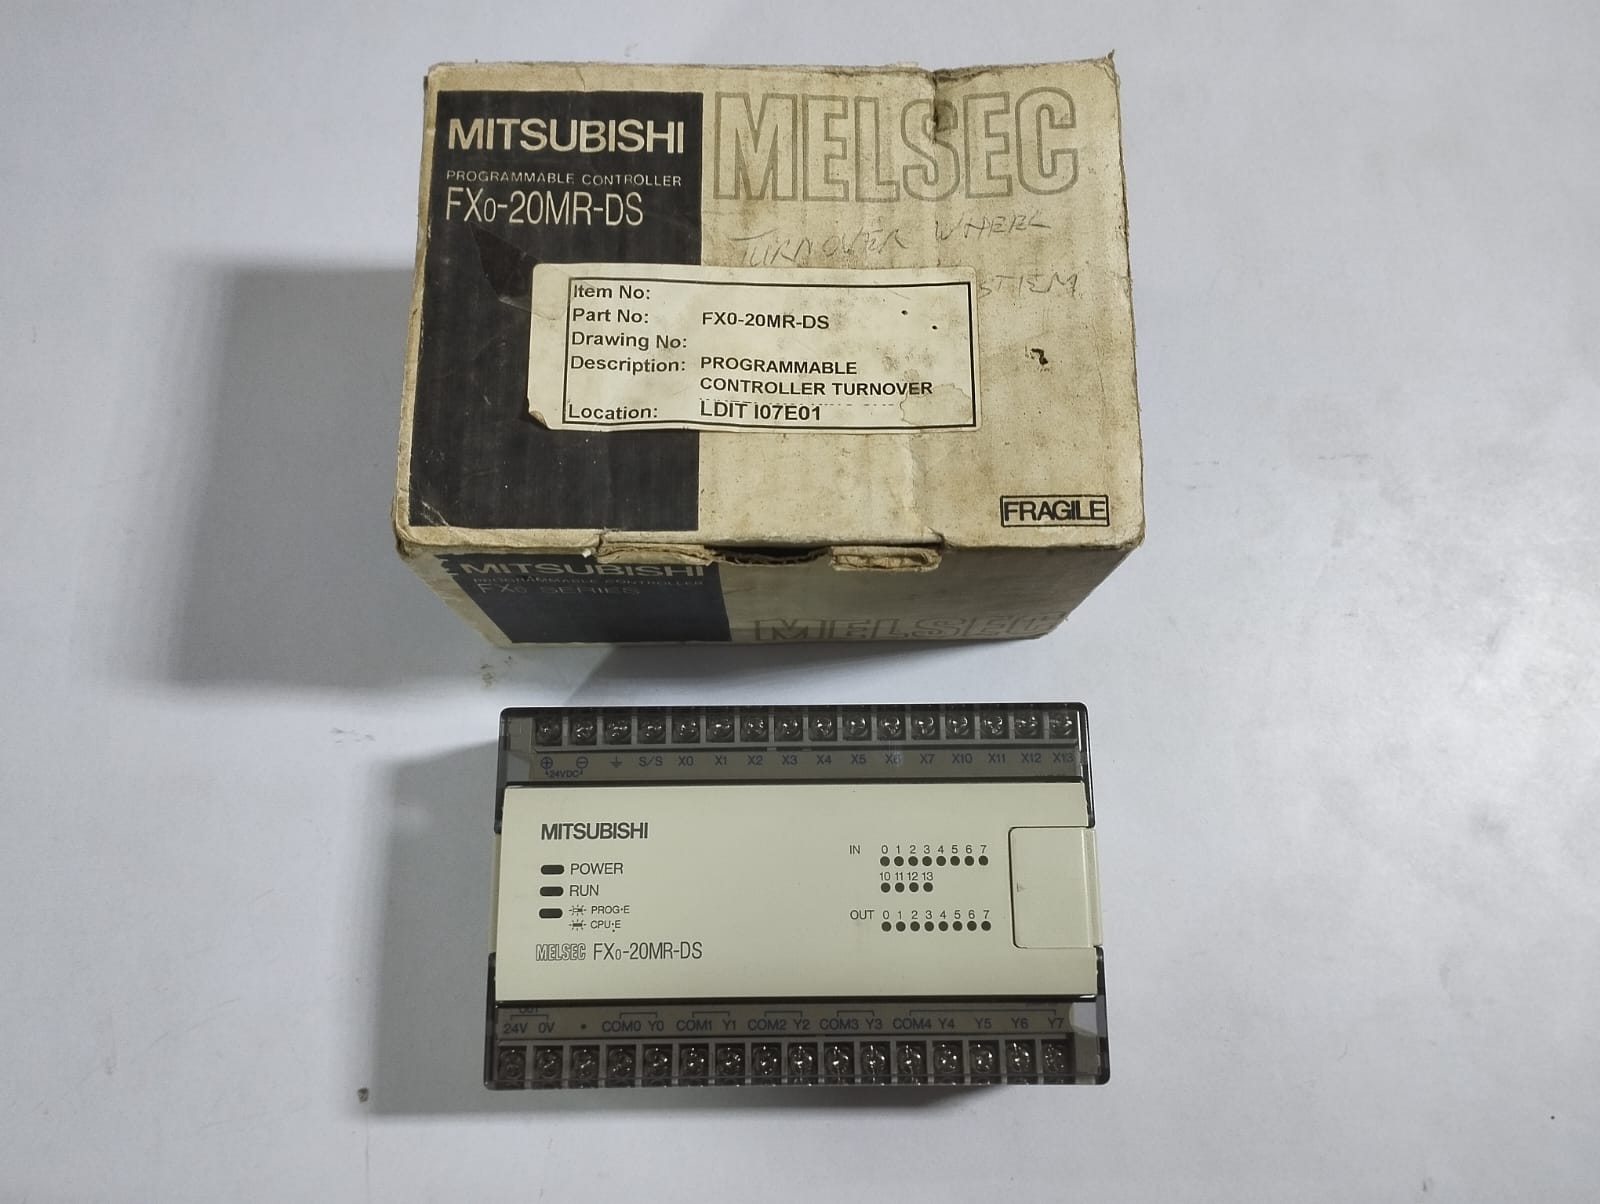 MITSUBISHI
PROGRAMMABLE CONTROLLER
FX0-20MR-DS
MELSEC
TURNOVER WHEEL
Item No:
Part No: FX0-20MR-DS
Drawing No:
Description: PROGRAMMABLE
CONTROLLER TURNOVER
Location: LDIT I07E01
FRAGILE
MITSUBISHI
PROGRAMMABLE CONTROLLER
FX0 SERIES
MELSEC
⊕ ⊖ ⏚ S/S X0 X1 X2 X3 X4 X5 X6 X7 X10 X11 X12 X13
24VDC
MITSUBISHI
POWER
RUN
PROG·E
CPU·E
MELSEC FX0-20MR-DS
IN 0 1 2 3 4 5 6 7
10 11 12 13
OUT 0 1 2 3 4 5 6 7
24V 0V • COM0 Y0 COM1 Y1 COM2 Y2 COM3 Y3 COM4 Y4 Y5 Y6 Y7